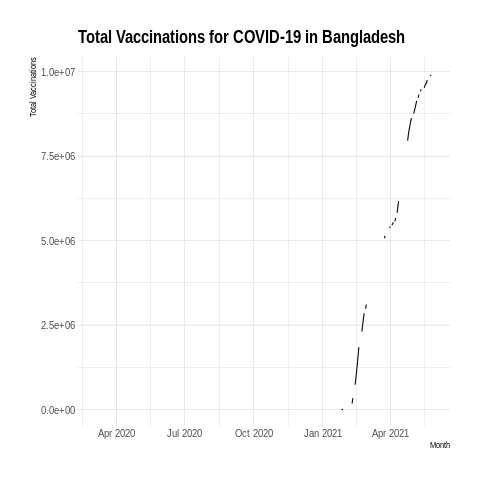 Total Vaccinations for COVID-19 in Bangladesh
Total Vaccinations
1.0e+07
7.5e+06
5.0e+06
2.5e+06
0.0e+00
Apr 2020 Jul 2020 Oct 2020 Jan 2021 Apr 2021
Month